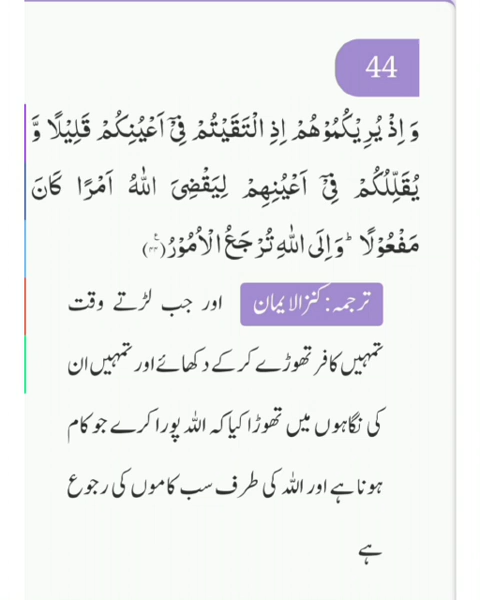 44
وَ اِذْ یُرِیْكُمُوْهُمْ اِذِ الْتَقَیْتُمْ فِیْۤ اَعْیُنِكُمْ قَلِیْلًا وَّ
یُقَلِّلُكُمْ فِیْۤ اَعْیُنِهِمْ لِیَقْضِیَ اللّٰهُ اَمْرًا كَانَ
مَفْعُوْلًاؕ-وَ اِلَى اللّٰهِ تُرْجَعُ الْاُمُوْرُ۠(۴۴)
ترجمہ: کنزالایمان اور جب لڑتے وقت
تمہیں کافر تھوڑے کرکے دکھائے اور تمہیں ان
کی نگاہوں میں تھوڑا کیا کہ اللہ پورا کرے جو کام
ہونا ہے اور اللہ کی طرف سب کاموں کی رجوع
ہے